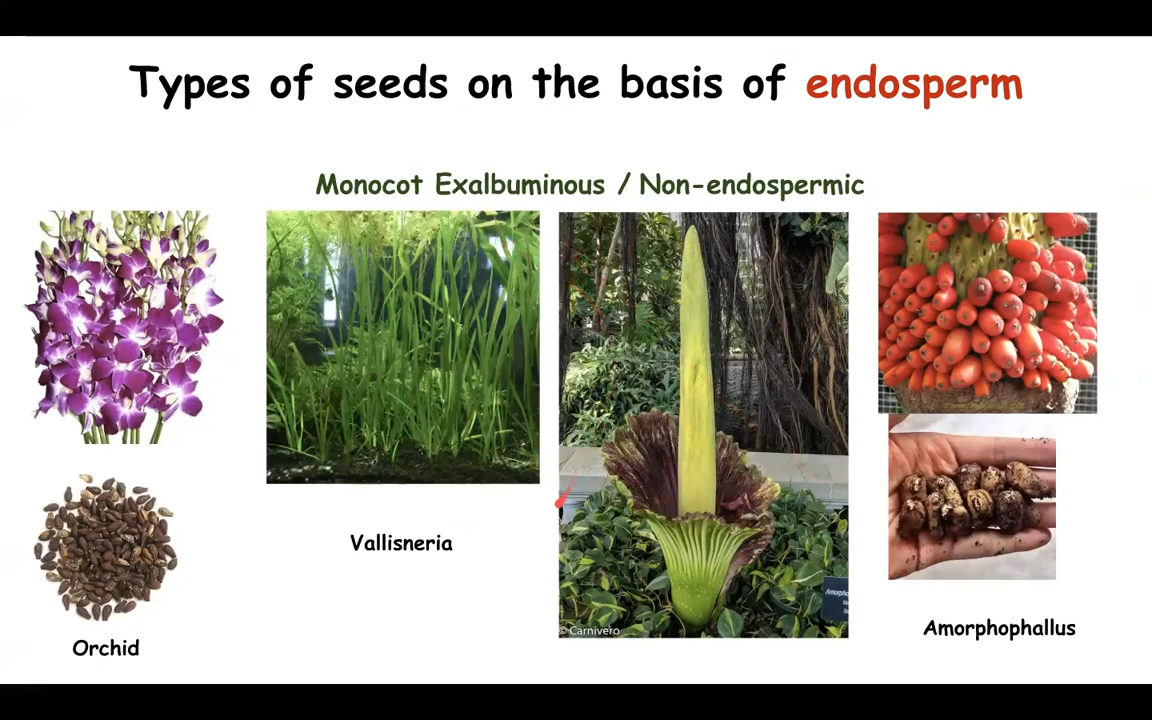 Types of seeds on the basis of endosperm
Monocot Exalbuminous / Non-endospermic
Vallisneria
© Carnivero
Amorphophallus
Orchid